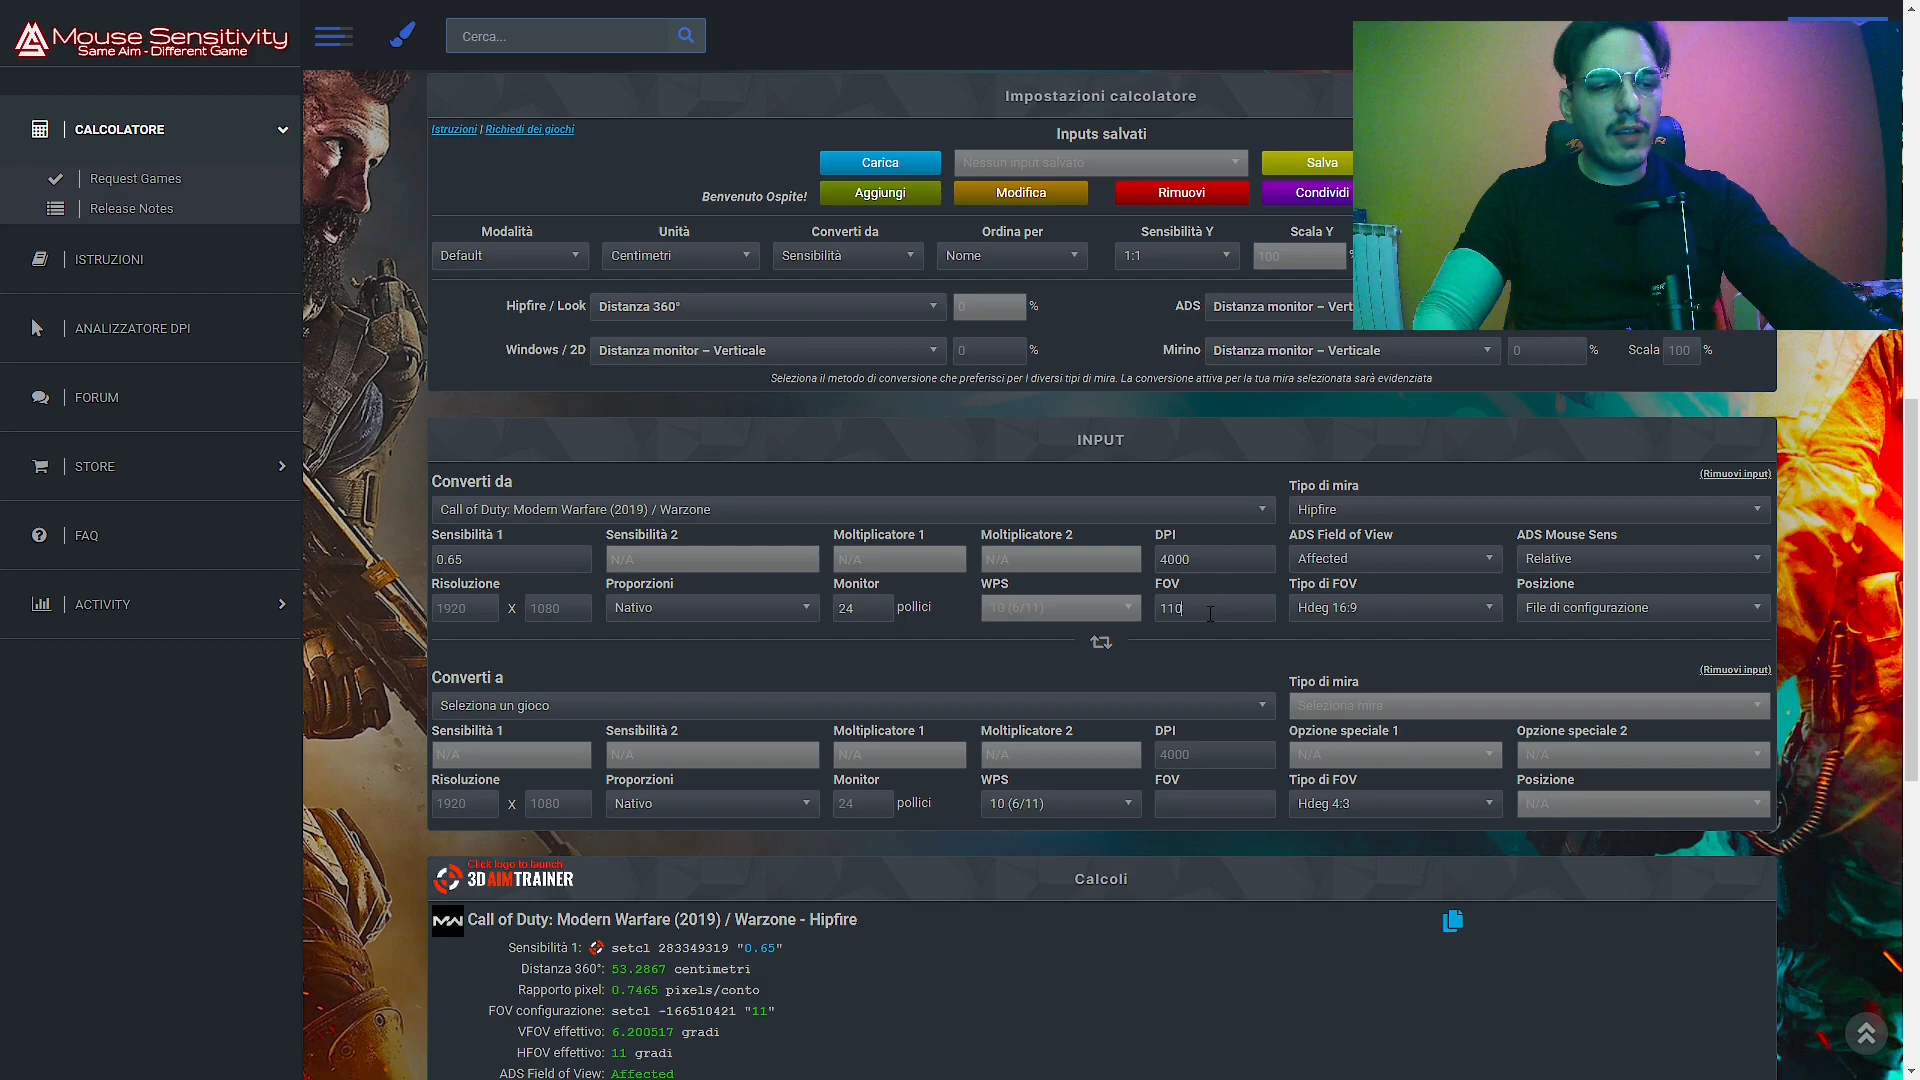 Mouse Sensitivity
Same Aim - Different Game
Cerca...
CALCOLATORE
Request Games
Release Notes
ISTRUZIONI
ANALIZZATORE DPI
FORUM
STORE
FAQ
ACTIVITY
Impostazioni calcolatore
Istruzioni | Richiedi dei giochi
Inputs salvati
Carica
Nessun input salvato
Salva
Benvenuto Ospite!
Aggiungi
Modifica
Rimuovi
Condividi
Modalità Unità Converti da Ordina per Sensibilità Y Scala Y
Default Centimetri Sensibilità Nome 1:1 100
Hipfire / Look Distanza 360° 0 % ADS Distanza monitor – Vert
Windows / 2D Distanza monitor – Verticale 0 % Mirino Distanza monitor – Verticale 0 % Scala 100 %
Seleziona il metodo di conversione che preferisci per I diversi tipi di mira. La conversione attiva per la tua mira selezionata sarà evidenziata
INPUT
(Rimuovi input)
Converti da Tipo di mira
Call of Duty: Modern Warfare (2019) / Warzone Hipfire
Sensibilità 1 Sensibilità 2 Moltiplicatore 1 Multiplicatore 2 DPI ADS Field of View ADS Mouse Sens
0.65 N/A N/A N/A 4000 Affected Relative
Risoluzione Proporzioni Monitor WPS FOV Tipo di FOV Posizione
1920 X 1080 Nativo 24 pollici 10 (6/11) 110 Hdeg 16:9 File di configurazione
(Rimuovi input)
Converti a Tipo di mira
Seleziona un gioco Seleziona mira
Sensibilità 1 Sensibilità 2 Moltiplicatore 1 Multiplicatore 2 DPI Opzione speciale 1 Opzione speciale 2
N/A N/A N/A N/A 4000 N/A N/A
Risoluzione Proporzioni Monitor WPS FOV Tipo di FOV Posizione
1920 X 1080 Nativo 24 pollici 10 (6/11) Hdeg 4:3 N/A
Click logo to launch
3D AIMTRAINER
Calcoli
MW Call of Duty: Modern Warfare (2019) / Warzone - Hipfire
Sensibilità 1: setcl 283349319 "0.65"
Distanza 360°: 53.2867 centimetri
Rapporto pixel: 0.7465 pixels/conto
FOV configurazione: setcl -166510421 "11"
VFOV effettivo: 6.200517 gradi
HFOV effettivo: 11 gradi
ADS Field of View: Affected